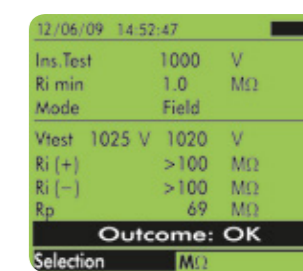 12/06/09 14:52:47
Ins.Test 1000 V
Ri min 1.0 MΩ
Mode Field
Vtest 1025 V 1020 V
Ri (+) >100 MΩ
Ri (−) >100 MΩ
Rp 69 MΩ
Outcome: OK
Selection MΩ